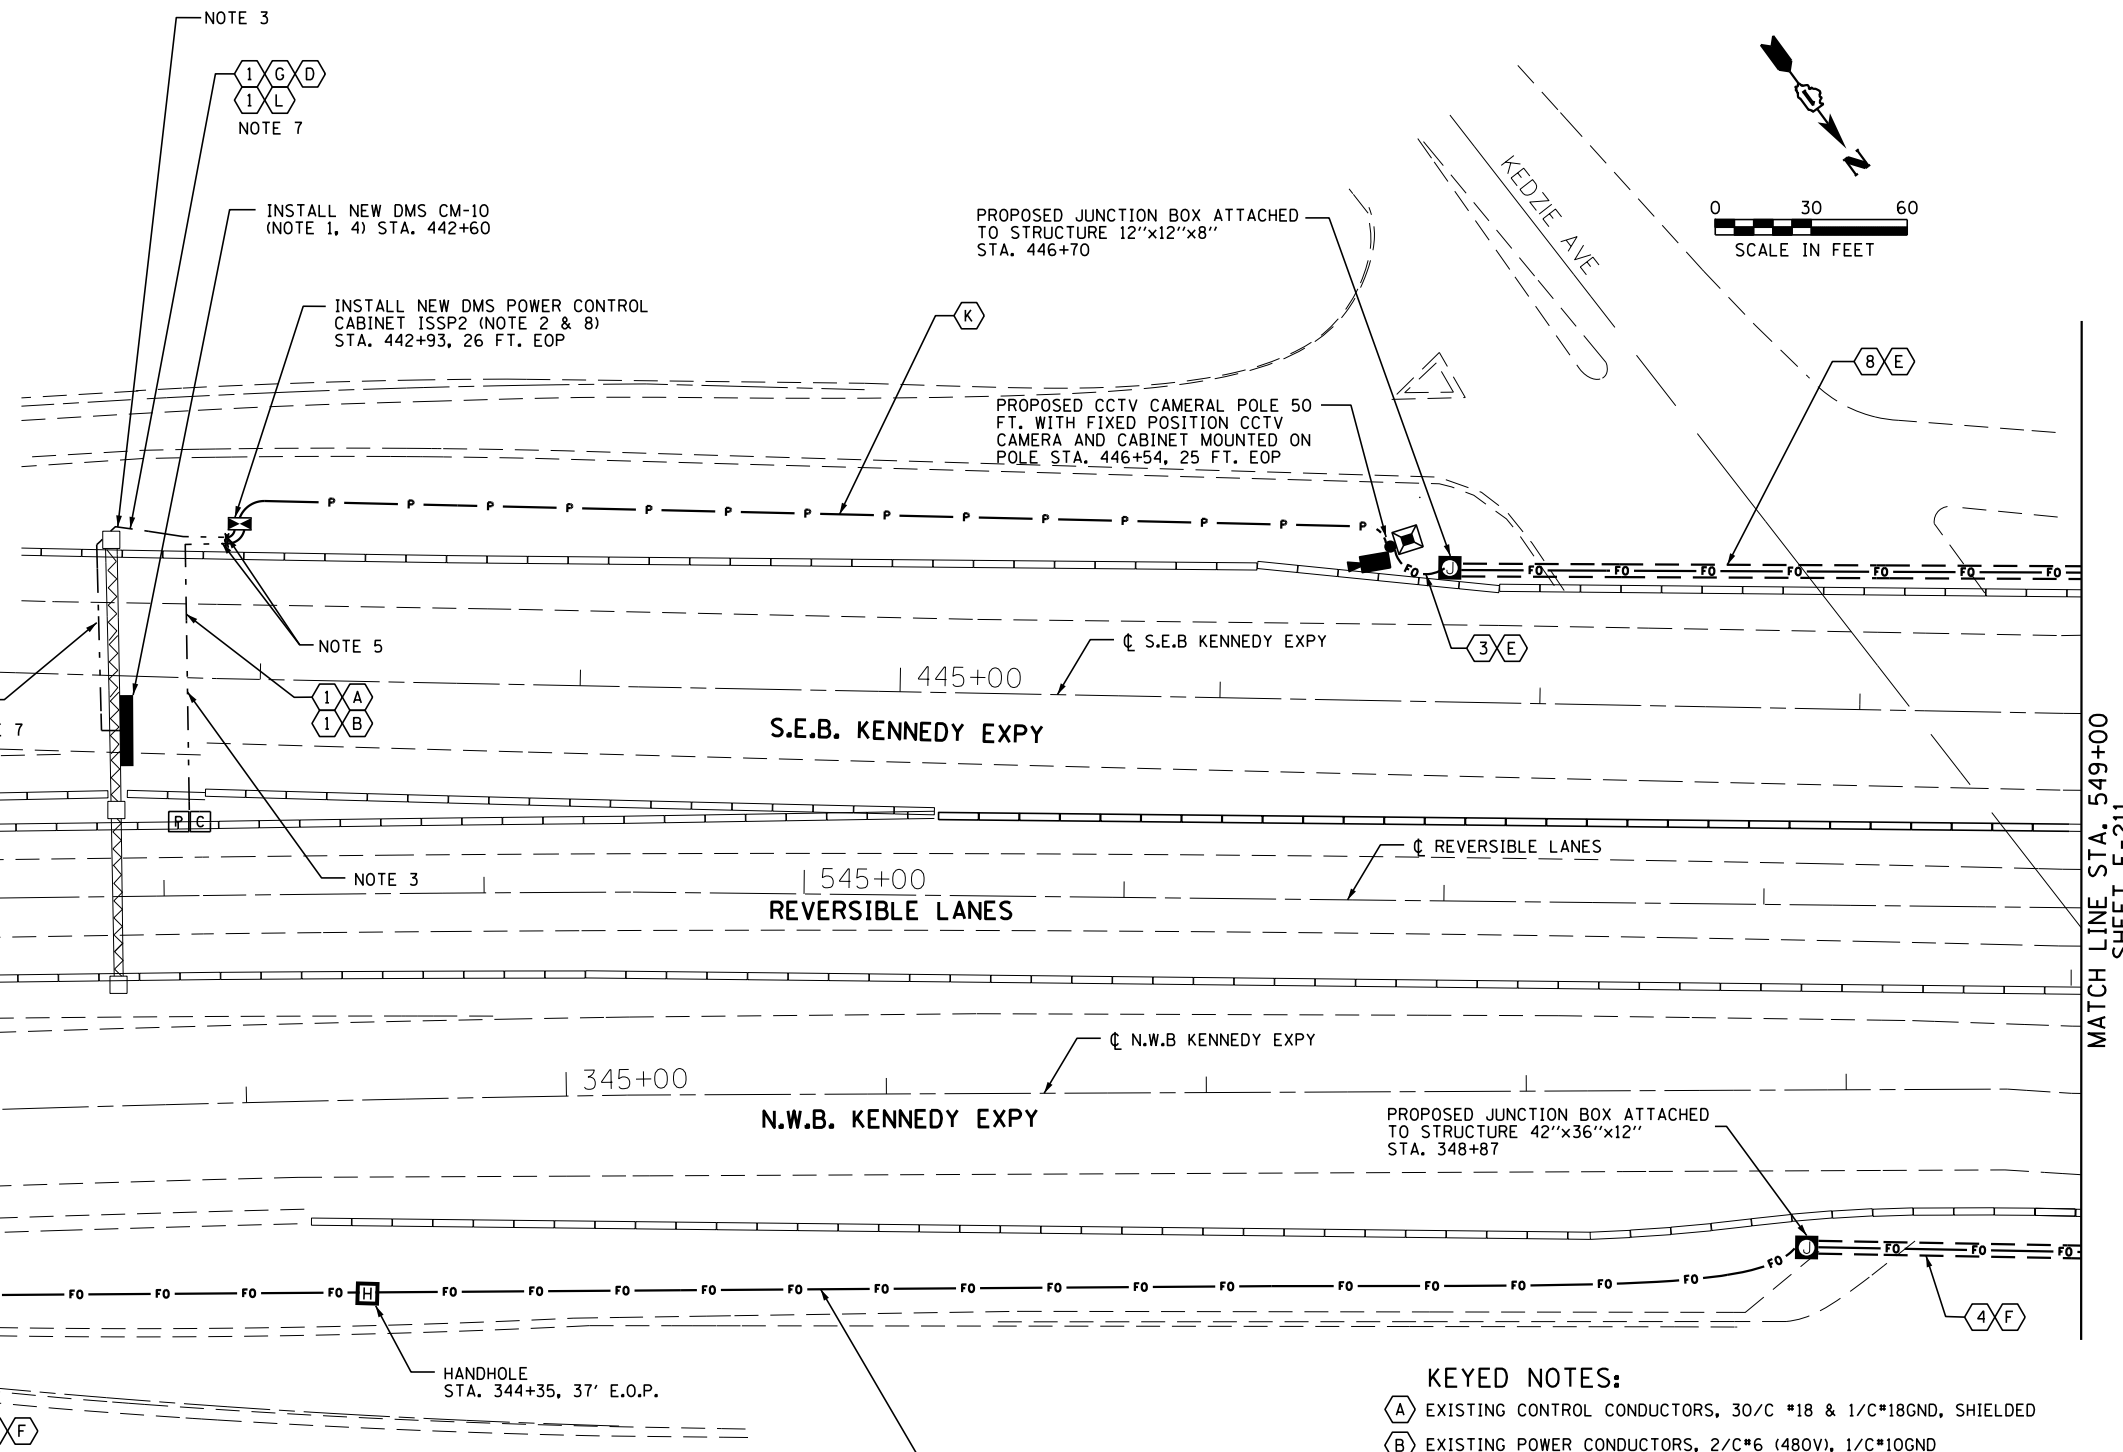 NOTE 3
1 G D
1 L
NOTE 7
INSTALL NEW DMS CM-10
(NOTE 1, 4) STA. 442+60
INSTALL NEW DMS POWER CONTROL
CABINET ISSP2 (NOTE 2 & 8)
STA. 442+93, 26 FT. EOP
K
PROPOSED JUNCTION BOX ATTACHED
TO STRUCTURE 12"x12"x8"
STA. 446+70
KEDZIE AVE
N
0 30 60
SCALE IN FEET
8 E
PROPOSED CCTV CAMERAL POLE 50
FT. WITH FIXED POSITION CCTV
CAMERA AND CABINET MOUNTED ON
POLE STA. 446+54, 25 FT. EOP
P P P P P P P P P P P P P P
FO J FO FO FO FO FO FO FO
NOTE 5
℄ S.E.B KENNEDY EXPY
3 E
445+00
1 A
1 B
7
S.E.B. KENNEDY EXPY
P C
NOTE 3
℄ REVERSIBLE LANES
545+00
REVERSIBLE LANES
MATCH LINE STA. 549+00
SHEET E-211
℄ N.W.B KENNEDY EXPY
345+00
N.W.B. KENNEDY EXPY
PROPOSED JUNCTION BOX ATTACHED
TO STRUCTURE 42"x36"x12"
STA. 348+87
J FO FO FO
FO FO FO FO H FO FO FO FO FO FO FO FO FO FO FO FO FO FO FO FO
4 F
HANDHOLE
STA. 344+35, 37' E.O.P.
F
KEYED NOTES:
A EXISTING CONTROL CONDUCTORS, 30/C #18 & 1/C#18GND, SHIELDED
B EXISTING POWER CONDUCTORS, 2/C#6 (480V), 1/C#10GND